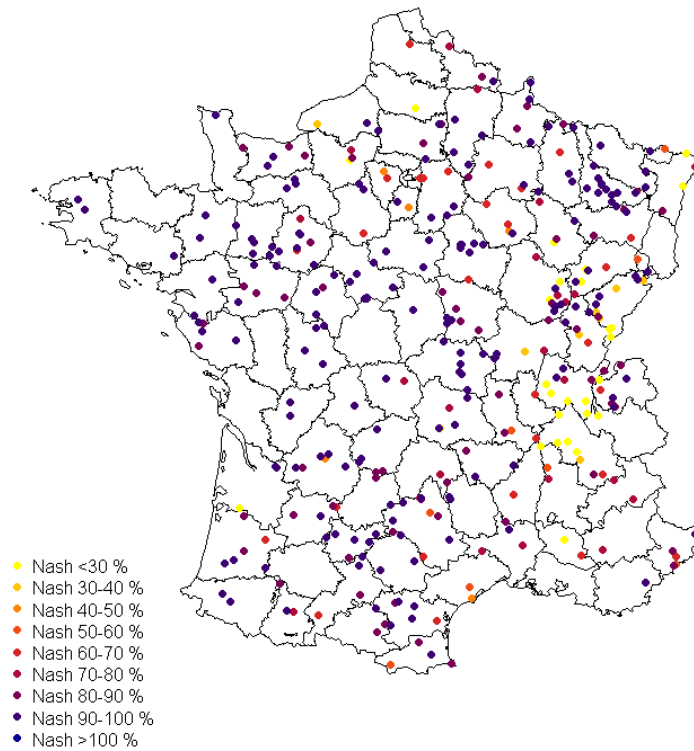 Nash <30 %
Nash 30-40 %
Nash 40-50 %
Nash 50-60 %
Nash 60-70 %
Nash 70-80 %
Nash 80-90 %
Nash 90-100 %
Nash >100 %